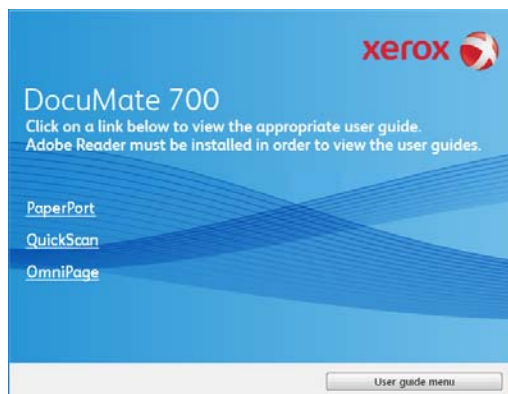 xerox
DocuMate 700
Click on a link below to view the appropriate user guide.
Adobe Reader must be installed in order to view the user guides.
PaperPort
QuickScan
OmniPage
User guide menu